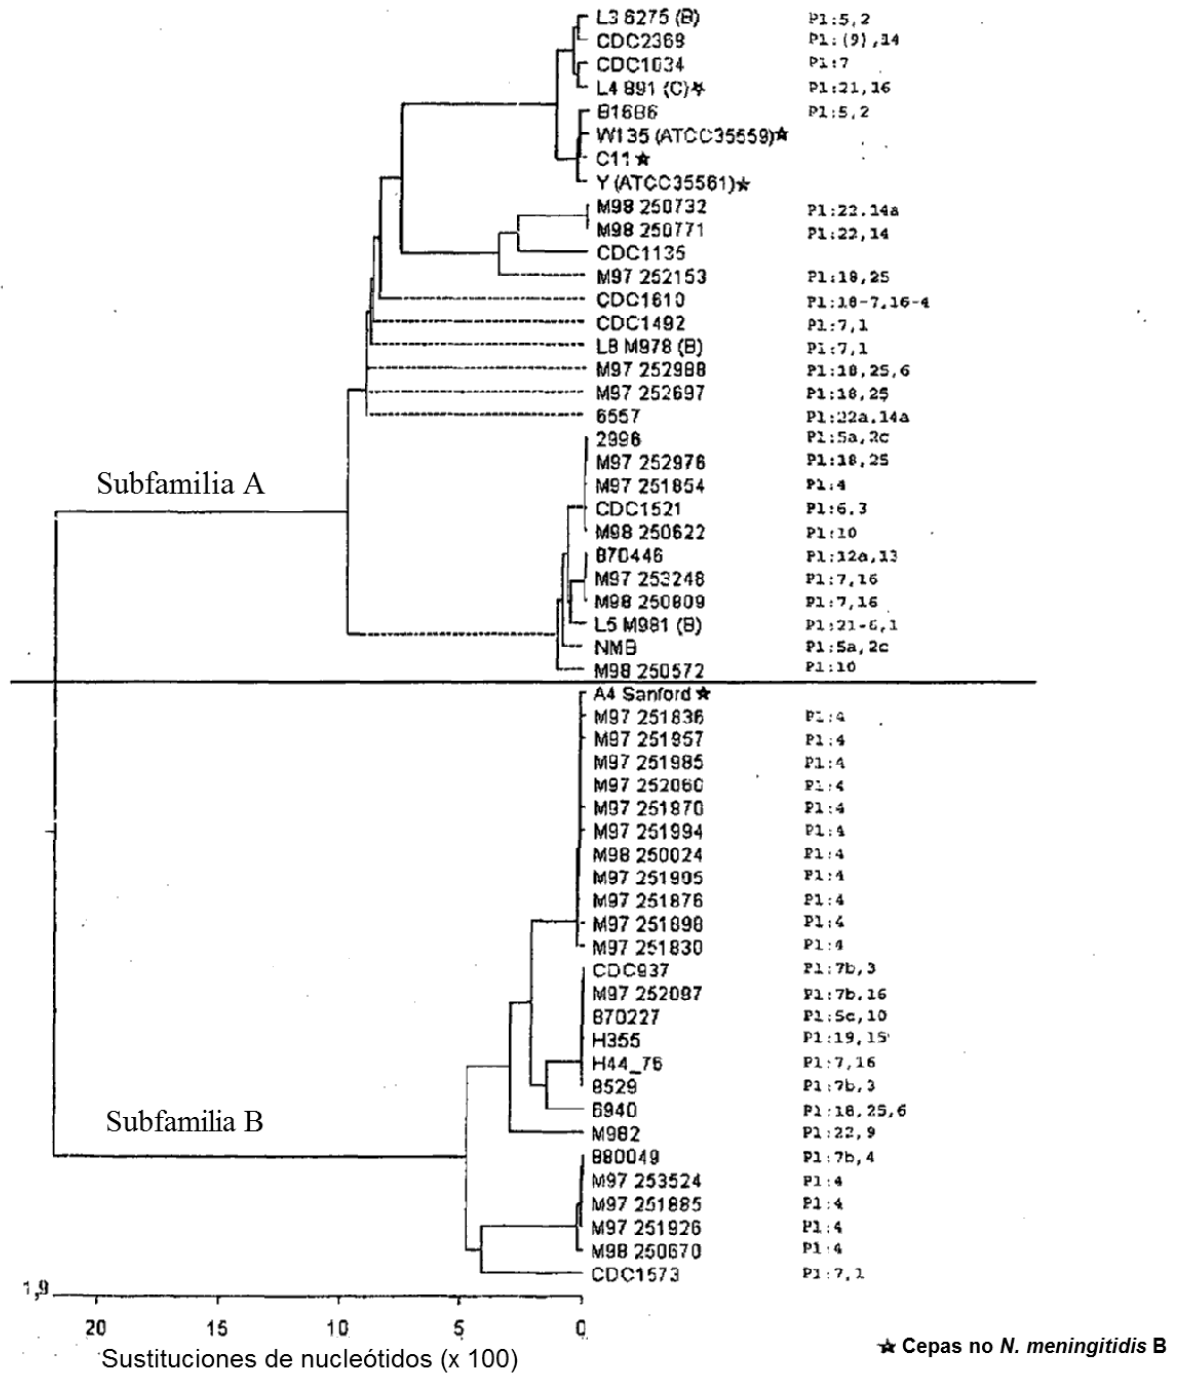 L3 6275 (B) P1:5,2
CDC2369 P1:(9),14
CDC1034 P1:7
L4 891 (C)★ P1:21,16
B16B6 P1:5,2
W135 (ATCC35559)★
C11★
Y (ATCC35561)★
M98 250732 P1:22,14a
M98 250771 P1:22,14
CDC1135
M97 252153 P1:18,25
CDC1610 P1:18-7,16-4
CDC1492 P1:7,1
L8 M978 (B) P1:7,1
M97 252988 P1:18,25,6
M97 252697 P1:18,25
6557 P1:22a,14a
2996 P1:5a,2c
M97 252976 P1:18,25
Subfamilia A
M97 251854 P1:4
CDC1521 P1:6,3
M98 250622 P1:10
870446 P1:12a,13
M97 253248 P1:7,16
M98 250809 P1:7,16
L5 M981 (B) P1:21-6,1
NMB P1:5a,2c
M98 250572 P1:10
A4 Sanford★
M97 251836 P1:4
M97 251957 P1:4
M97 251985 P1:4
M97 252060 P1:4
M97 251870 P1:4
M97 251994 P1:4
M98 250024 P1:4
M97 251905 P1:4
M97 251876 P1:4
M97 251898 P1:4
M97 251830 P1:4
CDC937 P1:7b,3
M97 252097 P1:7b,16
870227 P1:5c,10
H355 P1:19,15
H44_76 P1:7,16
8529 P1:7b,3
6940 P1:18,25,6
Subfamilia B
M982 P1:22,9
880049 P1:7b,4
M97 253524 P1:4
M97 251885 P1:4
M97 251926 P1:4
M98 250670 P1:4
CDC1573 P1:7,1
1,9
20 15 10 5 0
Sustituciones de nucleótidos (x 100)
★ Cepas no N. meningitidis B